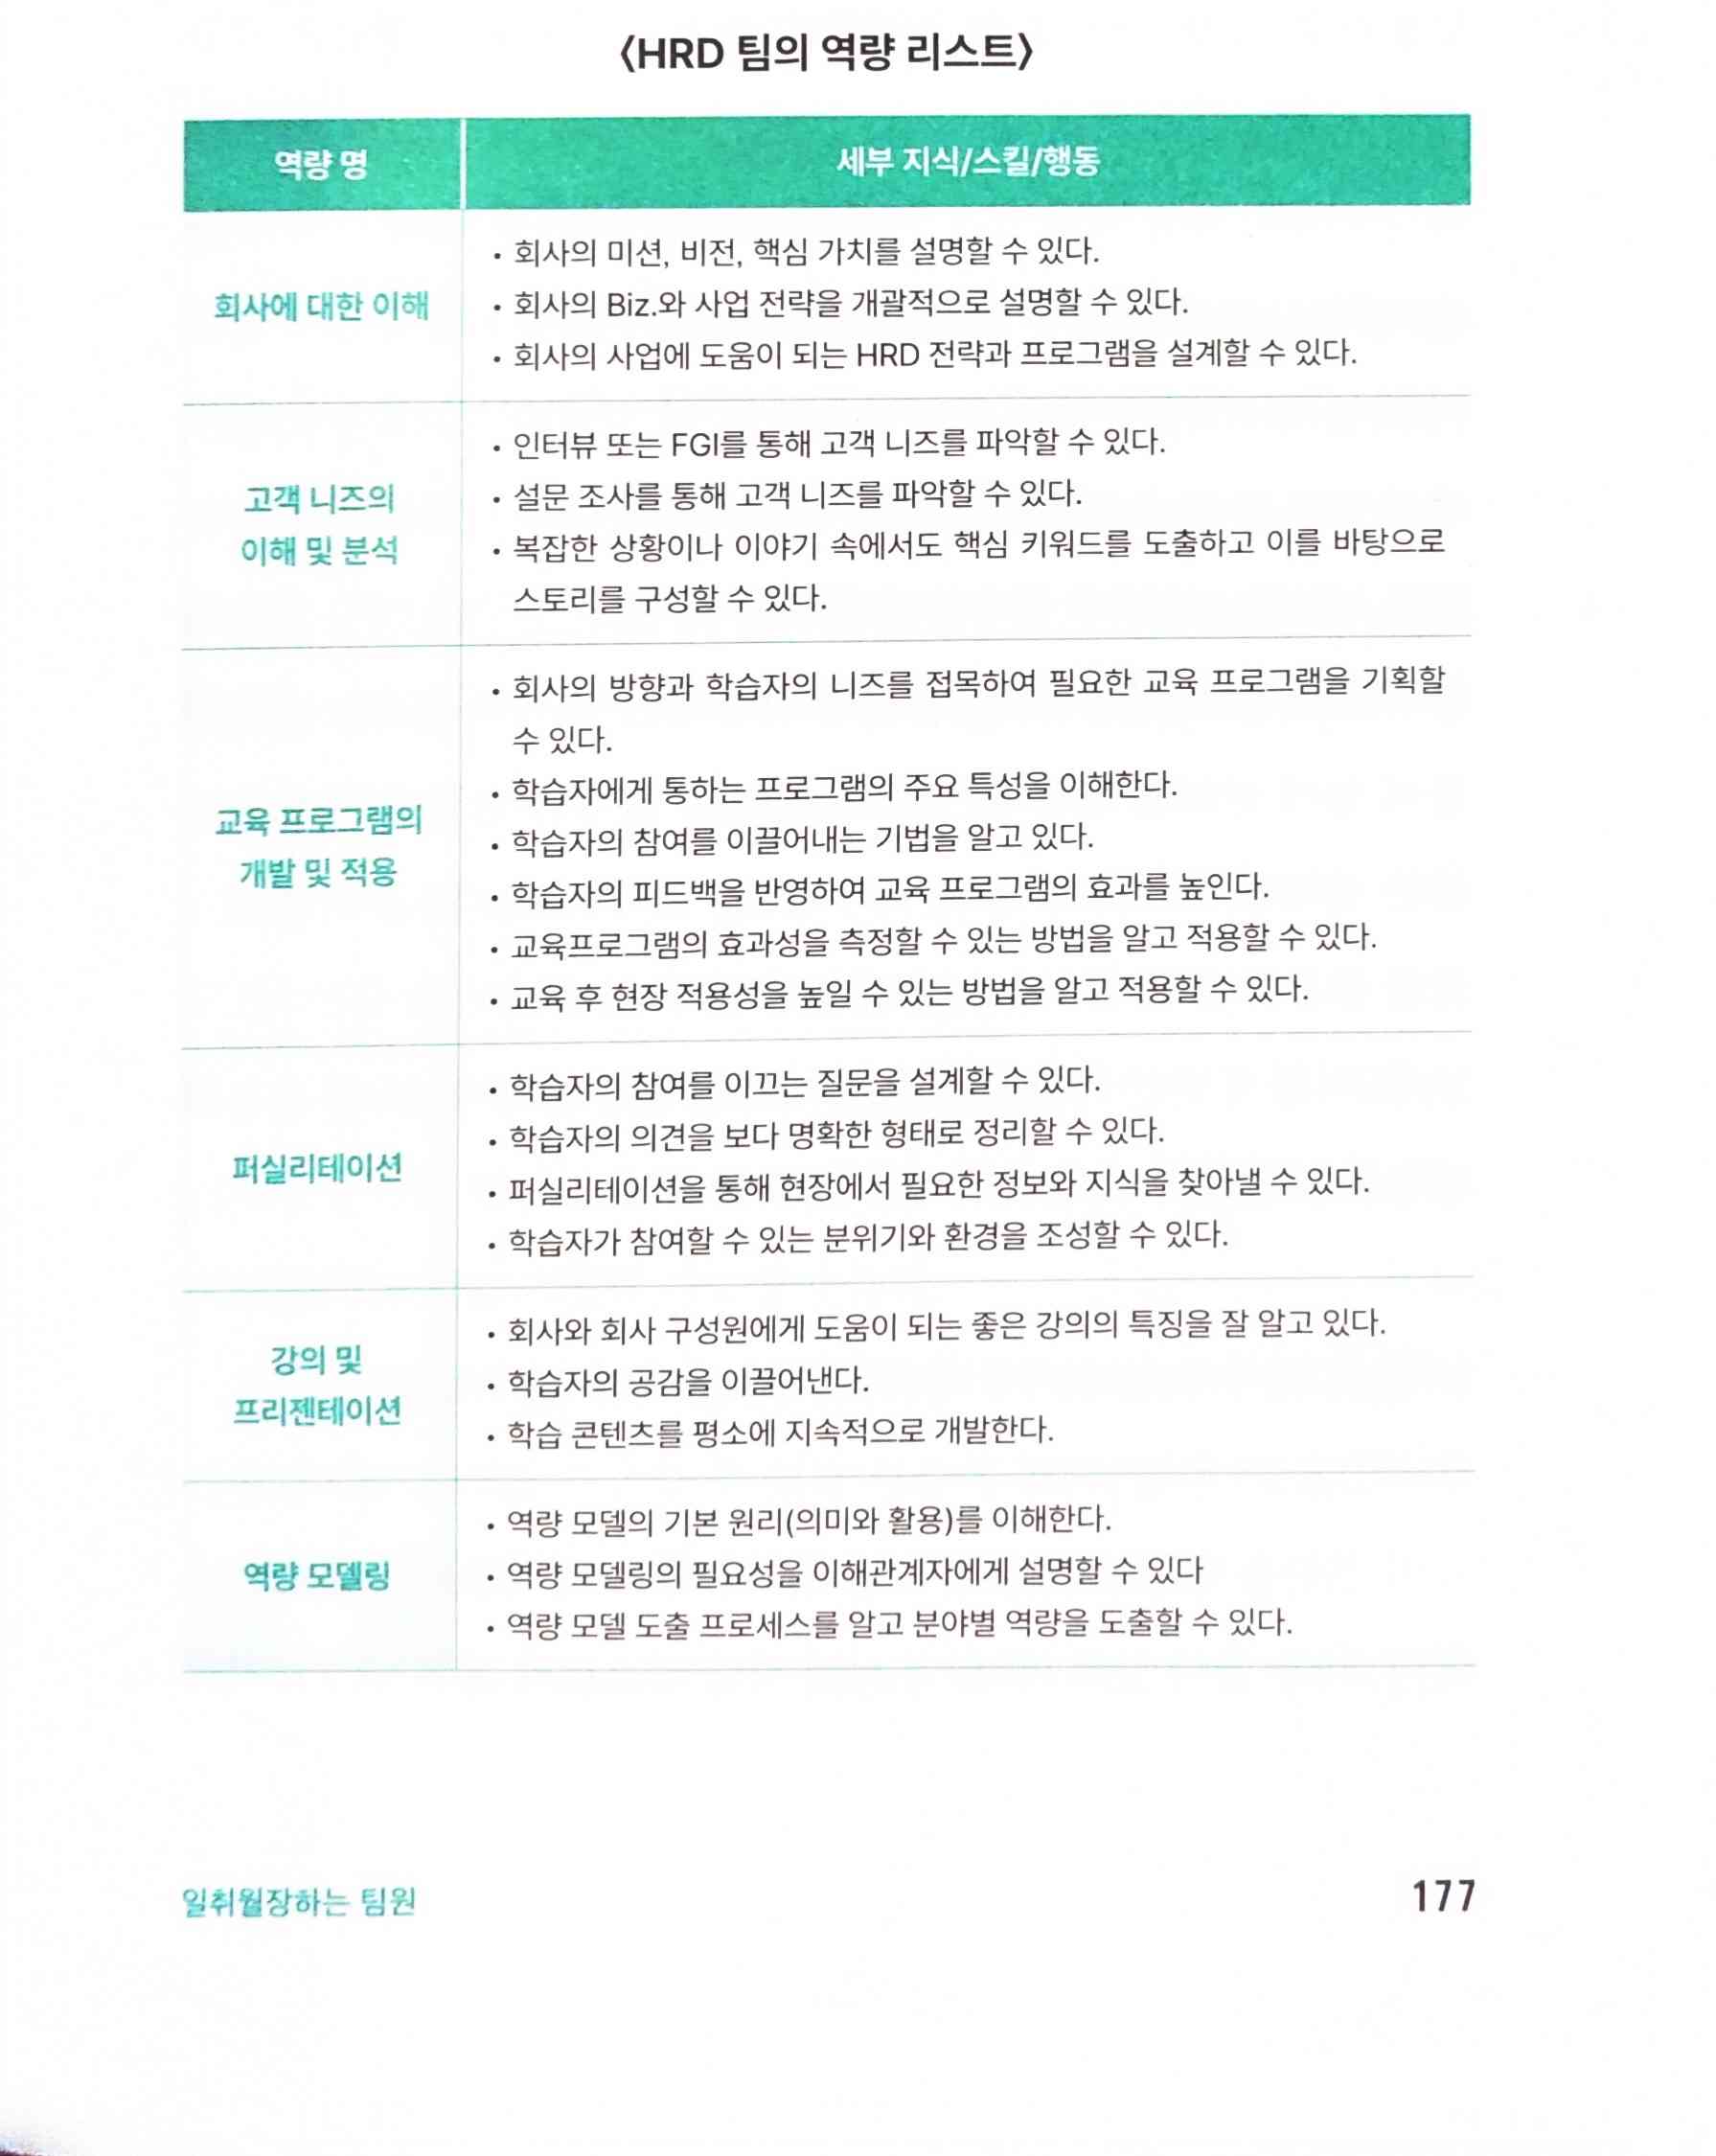 〈HRD 팀의 역량 리스트〉
역량 명
세부 지식/스킬/행동
회사에 대한 이해
• 회사의 미션, 비전, 핵심 가치를 설명할 수 있다.
• 회사의 Biz.와 사업 전략을 개괄적으로 설명할 수 있다.
• 회사의 사업에 도움이 되는 HRD 전략과 프로그램을 설계할 수 있다.
고객 니즈의
이해 및 분석
• 인터뷰 또는 FGI를 통해 고객 니즈를 파악할 수 있다.
• 설문 조사를 통해 고객 니즈를 파악할 수 있다.
• 복잡한 상황이나 이야기 속에서도 핵심 키워드를 도출하고 이를 바탕으로
스토리를 구성할 수 있다.
교육 프로그램의
개발 및 적용
• 회사의 방향과 학습자의 니즈를 접목하여 필요한 교육 프로그램을 기획할
수 있다.
• 학습자에게 통하는 프로그램의 주요 특성을 이해한다.
• 학습자의 참여를 이끌어내는 기법을 알고 있다.
• 학습자의 피드백을 반영하여 교육 프로그램의 효과를 높인다.
• 교육프로그램의 효과성을 측정할 수 있는 방법을 알고 적용할 수 있다.
• 교육 후 현장 적용성을 높일 수 있는 방법을 알고 적용할 수 있다.
퍼실리테이션
• 학습자의 참여를 이끄는 질문을 설계할 수 있다.
• 학습자의 의견을 보다 명확한 형태로 정리할 수 있다.
• 퍼실리테이션을 통해 현장에서 필요한 정보와 지식을 찾아낼 수 있다.
• 학습자가 참여할 수 있는 분위기와 환경을 조성할 수 있다.
강의 및
프리젠테이션
• 회사와 회사 구성원에게 도움이 되는 좋은 강의의 특징을 잘 알고 있다.
• 학습자의 공감을 이끌어낸다.
• 학습 콘텐츠를 평소에 지속적으로 개발한다.
역량 모델링
• 역량 모델의 기본 원리(의미와 활용)를 이해한다.
• 역량 모델링의 필요성을 이해관계자에게 설명할 수 있다
• 역량 모델 도출 프로세스를 알고 분야별 역량을 도출할 수 있다.
일취월장하는 팀원
177